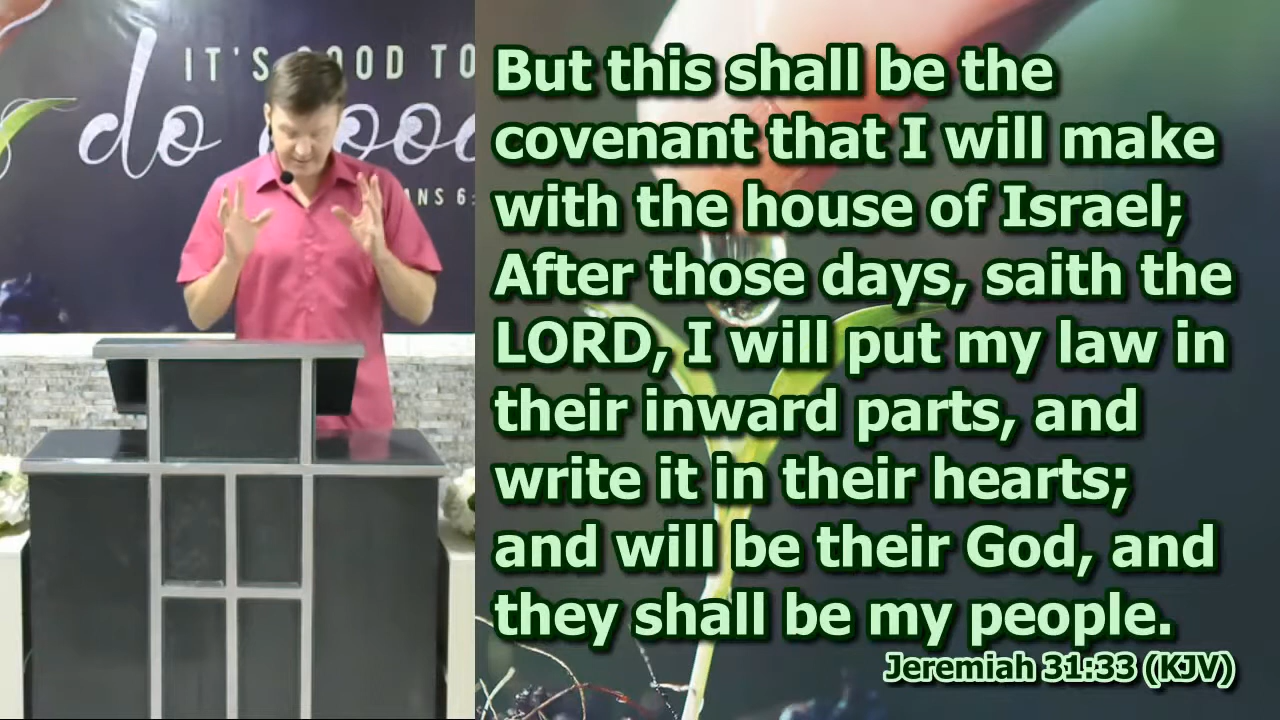 IT'S GOOD TO
do good
ANS 6:
But this shall be the
covenant that I will make
with the house of Israel;
After those days, saith the
LORD, I will put my law in
their inward parts, and
write it in their hearts;
and will be their God, and
they shall be my people.
Jeremiah 31:33 (KJV)